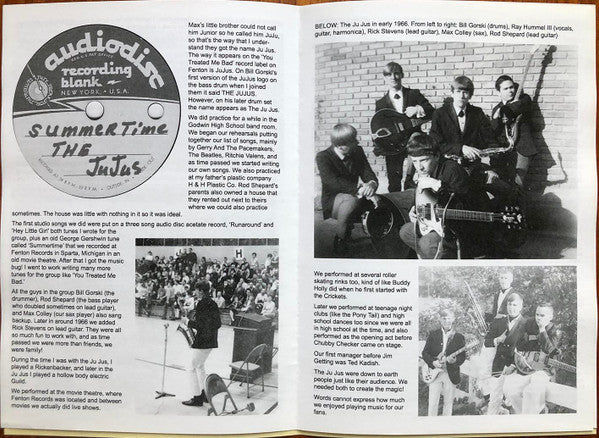 audiodisc
recording
blank
NEW YORK, • U.S.A.
SUMMERTIME
THE
JuJus
Max's little brother could not call
him Junior so he called him JuJu,
so that's the way that I under-
stand they got the name Ju Jus.
The way it appears on the 'You
Treated Me Bad' record label on
Fenton is JuJus. On Bill Gorski's
first version of the Jujus logo on
the bass drum when I joined
them it said THE JUJUS.
However, on his later drum set
the name appears as The Ju Jus.
We did practice for a while in the
Godwin High School band room.
We began our rehearsals putting
together our list of songs, mainly
by Gerry And The Pacemakers,
The Beatles, Ritchie Valens, and
as time passed we started writing
our own songs. We also practiced
at my father's plastic company
H & H Plastic Co. Rod Shepard's
parents also owned a house that
they rented out next to theirs
where we could also practice
sometimes. The house was little with nothing in it so it was ideal.
The first studio songs we did were put on a three song audio disc acetate record, 'Runaround' and
'Hey Little Girl' both tunes I wrote for the
group, plus an old George Gershwin tune
called 'Summertime' that we recorded at
Fenton Records in Sparta, Michigan in an
old movie theatre. After that I got the music
bug! I went to work writing many more
tunes for the group like 'You Treated Me
Bad.'
All the guys in the group Bill Gorski (the
drummer), Rod Shepard (the bass player
who doubled sometimes on lead guitar),
and Max Colley (our sax player) also sang
backup. Later in around 1966 we added
Rick Stevens on lead guitar. They were all
so much fun to work with, and as time
passed we were more than friends, we
were family!
During the time I was with the Ju Jus, I
played a Rickenbacker, and later in the
Ju Jus I played a hollow body electric
Guild.
We performed at the movie theatre, where
Fenton Records was located and between
movies we actually did live shows.
H
BELOW: The Ju Jus in early 1966. From left to right: Bill Gorski (drums), Ray Hummel III (vocals,
guitar, harmonica), Rick Stevens (lead guitar), Max Colley (sax), Rod Shepard (lead guitar)
We performed at several roller
skating rinks too, kind of like Buddy
Holly did when he first started with
the Crickets.
Later we performed at teenage night
clubs (like the Pony Tail) and high
school dances too since we were all
in high school at the time, and also
performed as the opening act before
Chubby Checker came on stage.
Our first manager before Jim
Getting was Ted Kadish.
The Ju Jus were down to earth
people just like their audience. We
needed both to create the magic!
Words cannot express how much
we enjoyed playing music for our
fans.